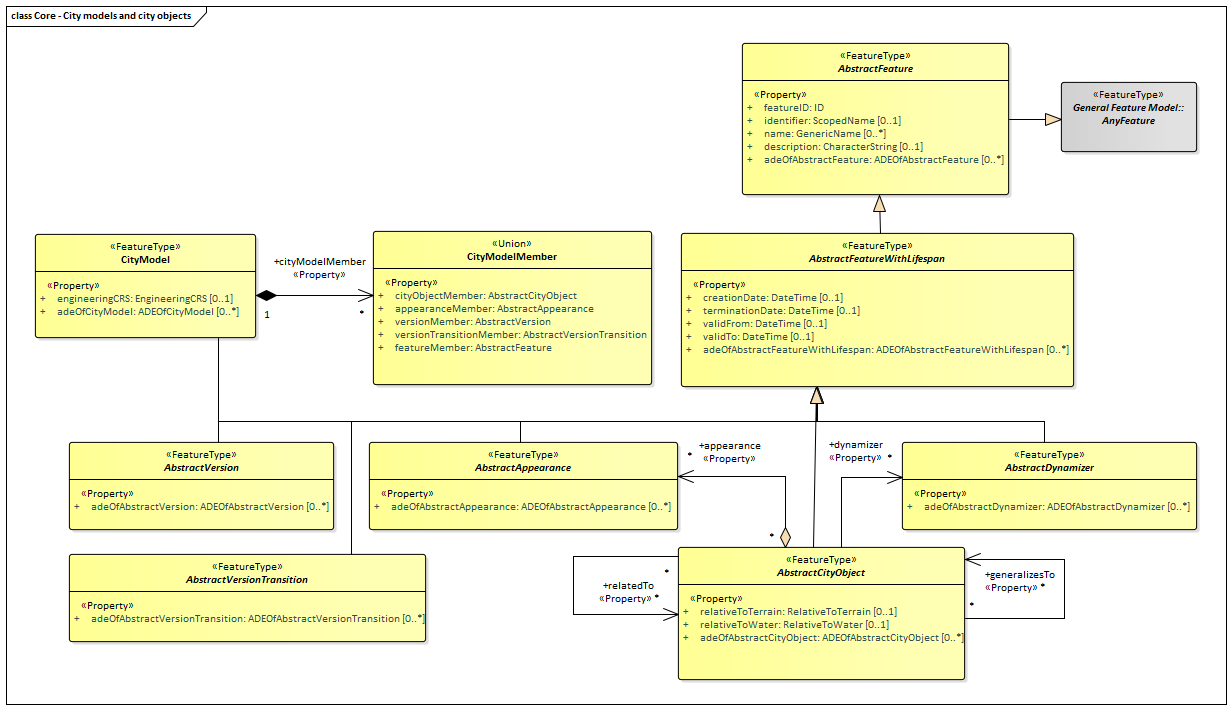 class Core - City models and city objects
«FeatureType»
AbstractFeature
«Property»
+ featureID: ID
+ identifier: ScopedName [0..1]
+ name: GenericName [0..*]
+ description: CharacterString [0..1]
+ adeOfAbstractFeature: ADEOfAbstractFeature [0..*]
«FeatureType»
General Feature Model::
AnyFeature
«FeatureType»
CityModel
«Property»
+ engineeringCRS: EngineeringCRS [0..1]
+ adeOfCityModel: ADEOfCityModel [0..*]
+cityModelMember
«Property»
1
*
«Union»
CityModelMember
«Property»
+ cityObjectMember: AbstractCityObject
+ appearanceMember: AbstractAppearance
+ versionMember: AbstractVersion
+ versionTransitionMember: AbstractVersionTransition
+ featureMember: AbstractFeature
«FeatureType»
AbstractFeatureWithLifespan
«Property»
+ creationDate: DateTime [0..1]
+ terminationDate: DateTime [0..1]
+ validFrom: DateTime [0..1]
+ validTo: DateTime [0..1]
+ adeOfAbstractFeatureWithLifespan: ADEOfAbstractFeatureWithLifespan [0..*]
«FeatureType»
AbstractVersion
«Property»
+ adeOfAbstractVersion: ADEOfAbstractVersion [0..*]
«FeatureType»
AbstractAppearance
«Property»
+ adeOfAbstractAppearance: ADEOfAbstractAppearance [0..*]
+appearance
* «Property»
*
+dynamizer
«Property» *
«FeatureType»
AbstractDynamizer
«Property»
+ adeOfAbstractDynamizer: ADEOfAbstractDynamizer [0..*]
«FeatureType»
AbstractVersionTransition
«Property»
+ adeOfAbstractVersionTransition: ADEOfAbstractVersionTransition [0..*]
*
+relatedTo
«Property» *
«FeatureType»
AbstractCityObject
«Property»
+ relativeToTerrain: RelativeToTerrain [0..1]
+ relativeToWater: RelativeToWater [0..1]
+ adeOfAbstractCityObject: ADEOfAbstractCityObject [0..*]
+generalizesTo
«Property» *
*